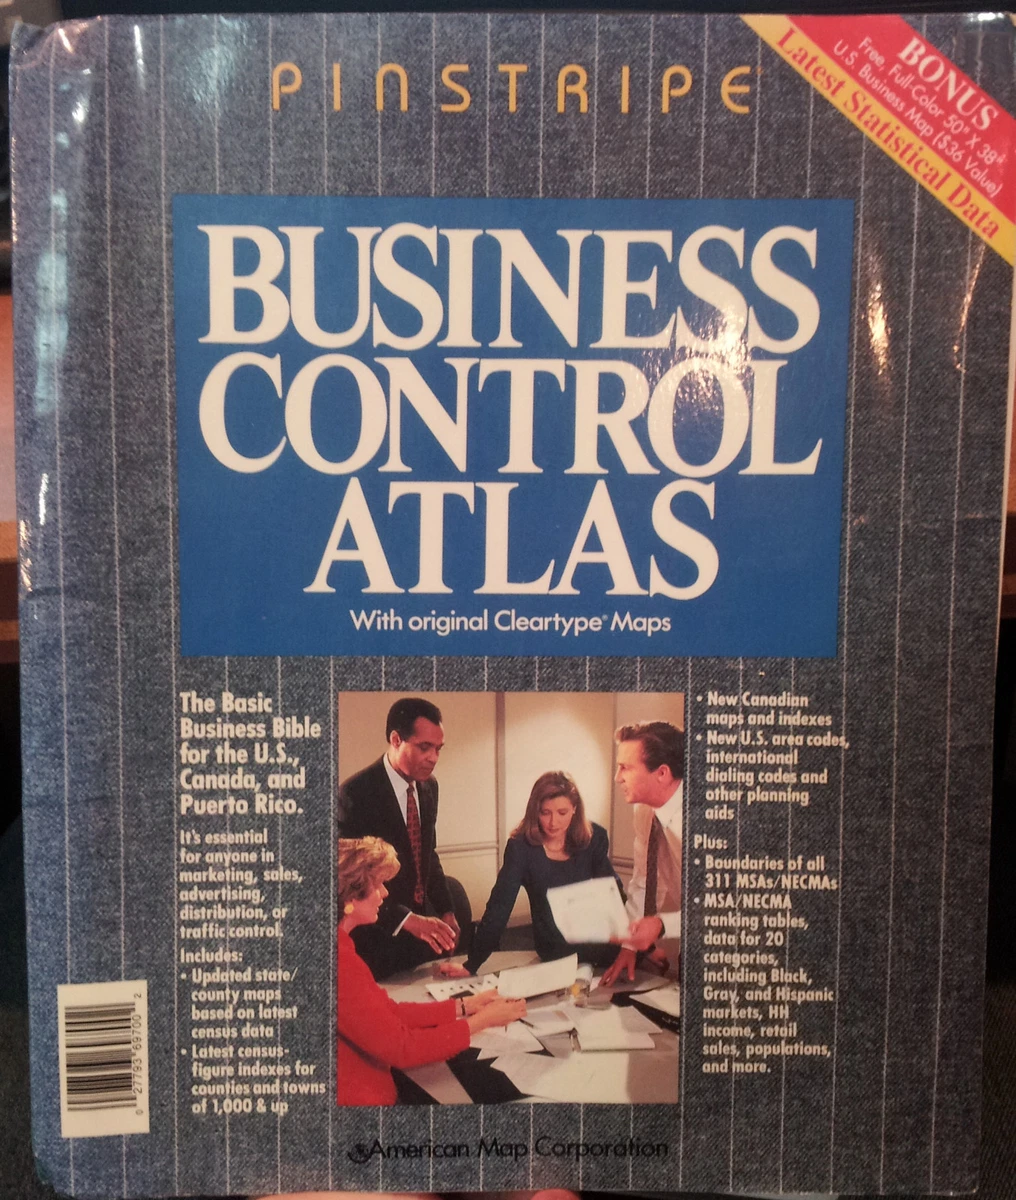 PINSTRIPE
BONUS
Free, Full-Color 50" X 38"
U.S. Business Map ($36 Value)
Latest Statistical Data
BUSINESS
CONTROL
ATLAS
With original Cleartype® Maps
The Basic
Business Bible
for the U.S.,
Canada, and
Puerto Rico.
It's essential
for anyone in
marketing, sales,
advertising,
distribution, or
traffic control.
Includes:
• Updated state/
county maps
based on latest
census data
• Latest census-
figure indexes for
counties and towns
of 1,000 & up
• New Canadian
maps and indexes
• New U.S. area codes,
international
dialing codes and
other planning
aids
Plus:
• Boundaries of all
311 MSAs/NECMAs
• MSA/NECMA
ranking tables,
data for 20
categories,
including Black,
Gray, and Hispanic
markets, HH
income, retail
sales, populations,
and more.
0 27793 69700 2
American Map Corporation